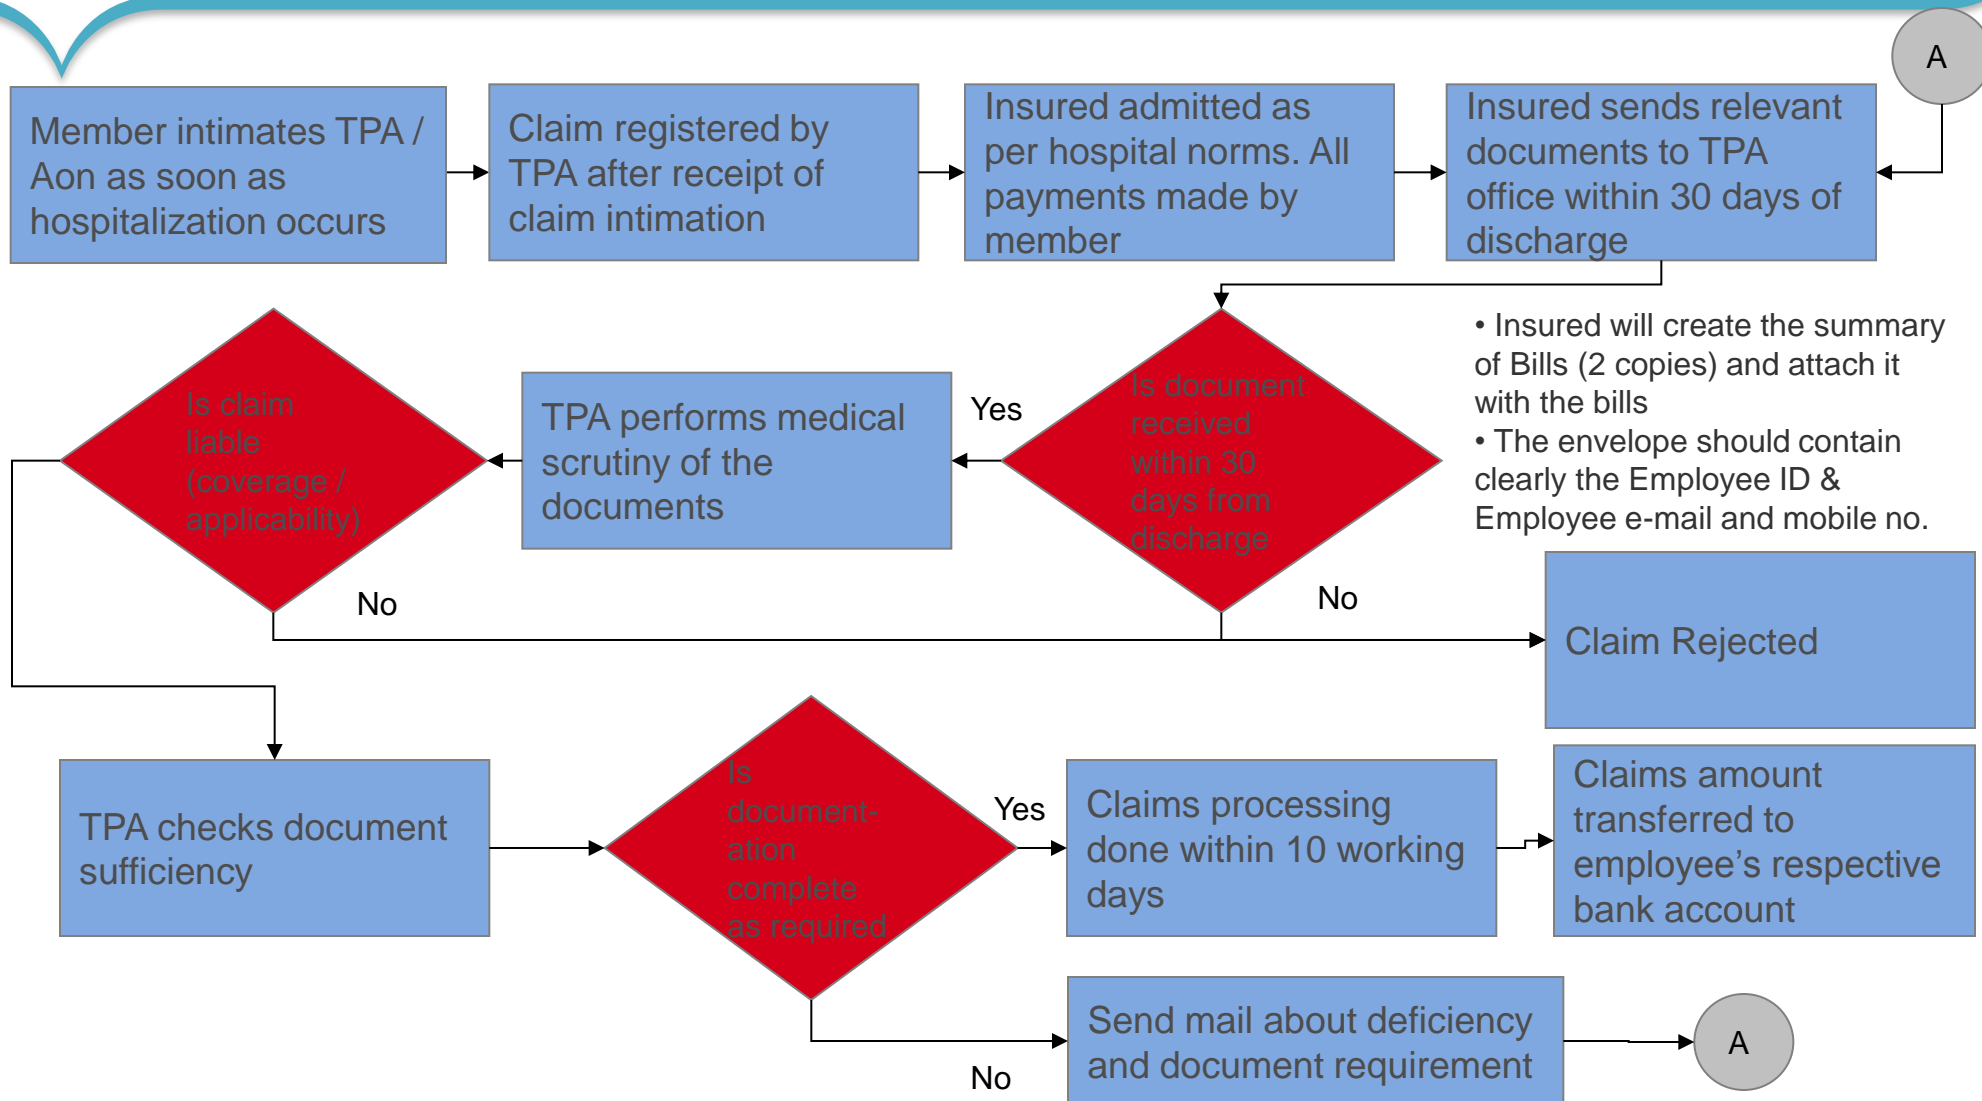 A
Member intimates TPA /
Aon as soon as
hospitalization occurs
Claim registered by
TPA after receipt of
claim intimation
Insured admitted as
per hospital norms. All
payments made by
member
Insured sends relevant
documents to TPA
office within 30 days of
discharge
• Insured will create the summary
of Bills (2 copies) and attach it
with the bills
• The envelope should contain
clearly the Employee ID &
Employee e-mail and mobile no.
Is document
received
within 30
days from
discharge
Yes
No
TPA performs medical
scrutiny of the
documents
Is claim
liable
(coverage /
applicability)
No
Claim Rejected
TPA checks document
sufficiency
Is
document-
ation
complete
as required
Yes
Claims processing
done within 10 working
days
Claims amount
transferred to
employee’s respective
bank account
No
Send mail about deficiency
and document requirement
A